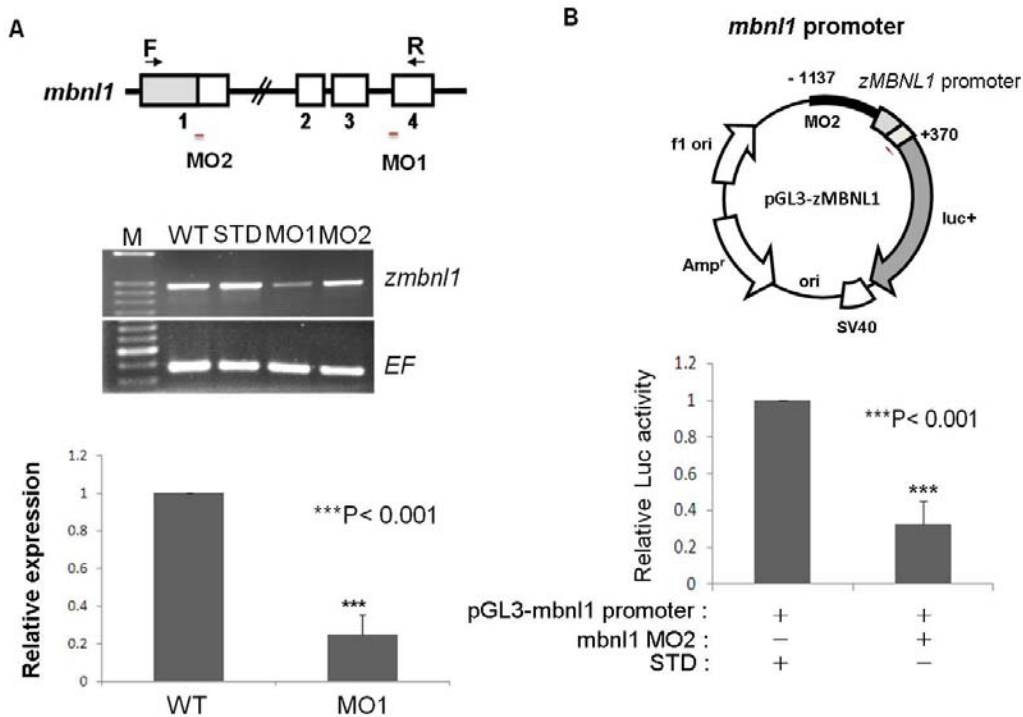 A
F
R
mbnl1
1
2
3
4
MO2
MO1
M WT STD MO1 MO2
zmbnl1
EF
Relative expression
1.2
1
0.8
0.6
0.4
0.2
0
***P< 0.001
***
WT
MO1
B
mbnl1 promoter
- 1137
zMBNL1 promoter
MO2
+370
f1 ori
pGL3-zMBNL1
luc+
Ampr
ori
SV40
Relative Luc activity
1.2
1
0.8
0.6
0.4
0.2
0
***P< 0.001
***
pGL3-mbnl1 promoter : + +
mbnl1 MO2 : – +
STD : + –